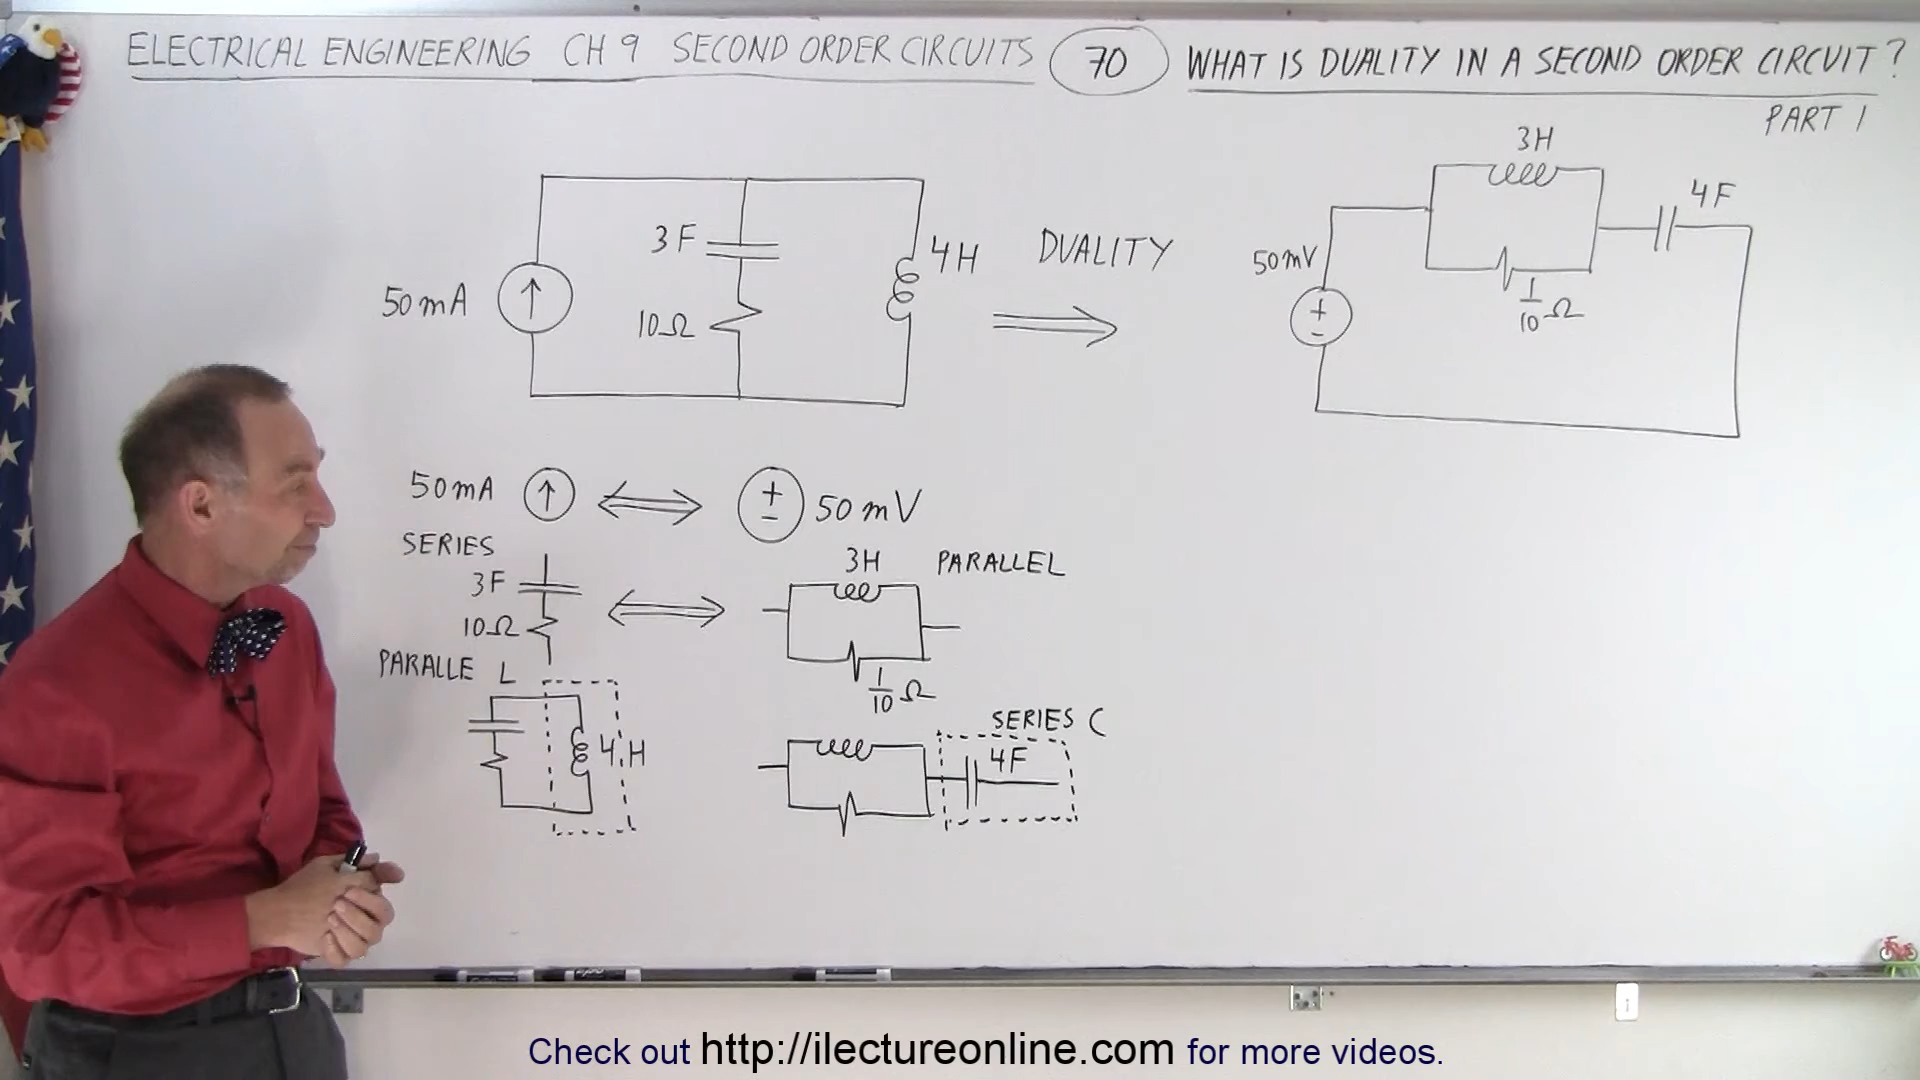 ELECTRICAL ENGINEERING CH 9 SECOND ORDER CIRCUITS 70 WHAT IS DUALITY IN A SECOND ORDER CIRCUIT?
PART 1
3F
10Ω
50mA
4H
DUALITY
3H
4F
50mV
+
-
1/10 Ω
50mA
+
-
50mV
SERIES
3F
10Ω
3H
PARALLEL
1/10 Ω
PARALLE L
4H
SERIES C
4F
Check out http://ilectureonline.com for more videos.